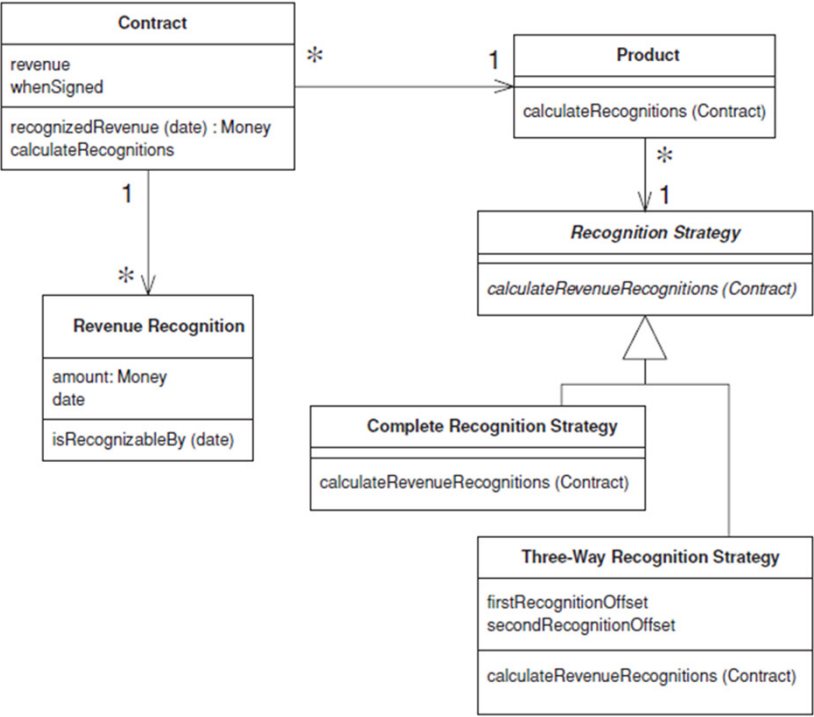 Contract
revenue
whenSigned
recognizedRevenue (date) : Money
calculateRecognitions
*
1
Product
calculateRecognitions (Contract)
*
1
1
*
Recognition Strategy
calculateRevenueRecognitions (Contract)
Revenue Recognition
amount: Money
date
isRecognizableBy (date)
Complete Recognition Strategy
calculateRevenueRecognitions (Contract)
Three-Way Recognition Strategy
firstRecognitionOffset
secondRecognitionOffset
calculateRevenueRecognitions (Contract)